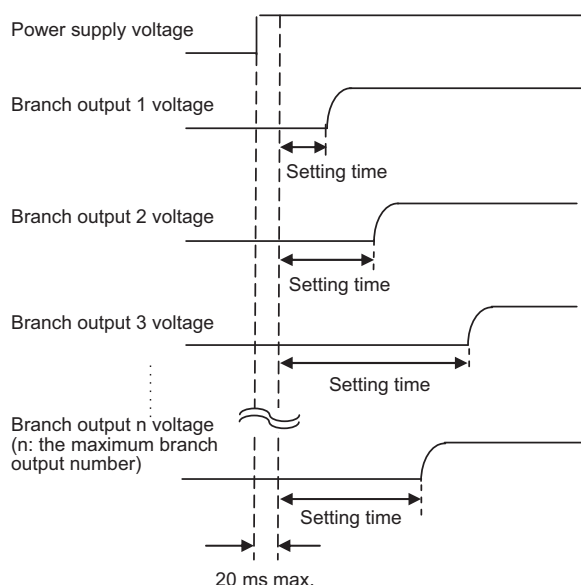 Power supply voltage
Branch output 1 voltage
Setting time
Branch output 2 voltage
Setting time
Branch output 3 voltage
Setting time
Branch output n voltage
(n: the maximum branch
output number)
Setting time
20 ms max.